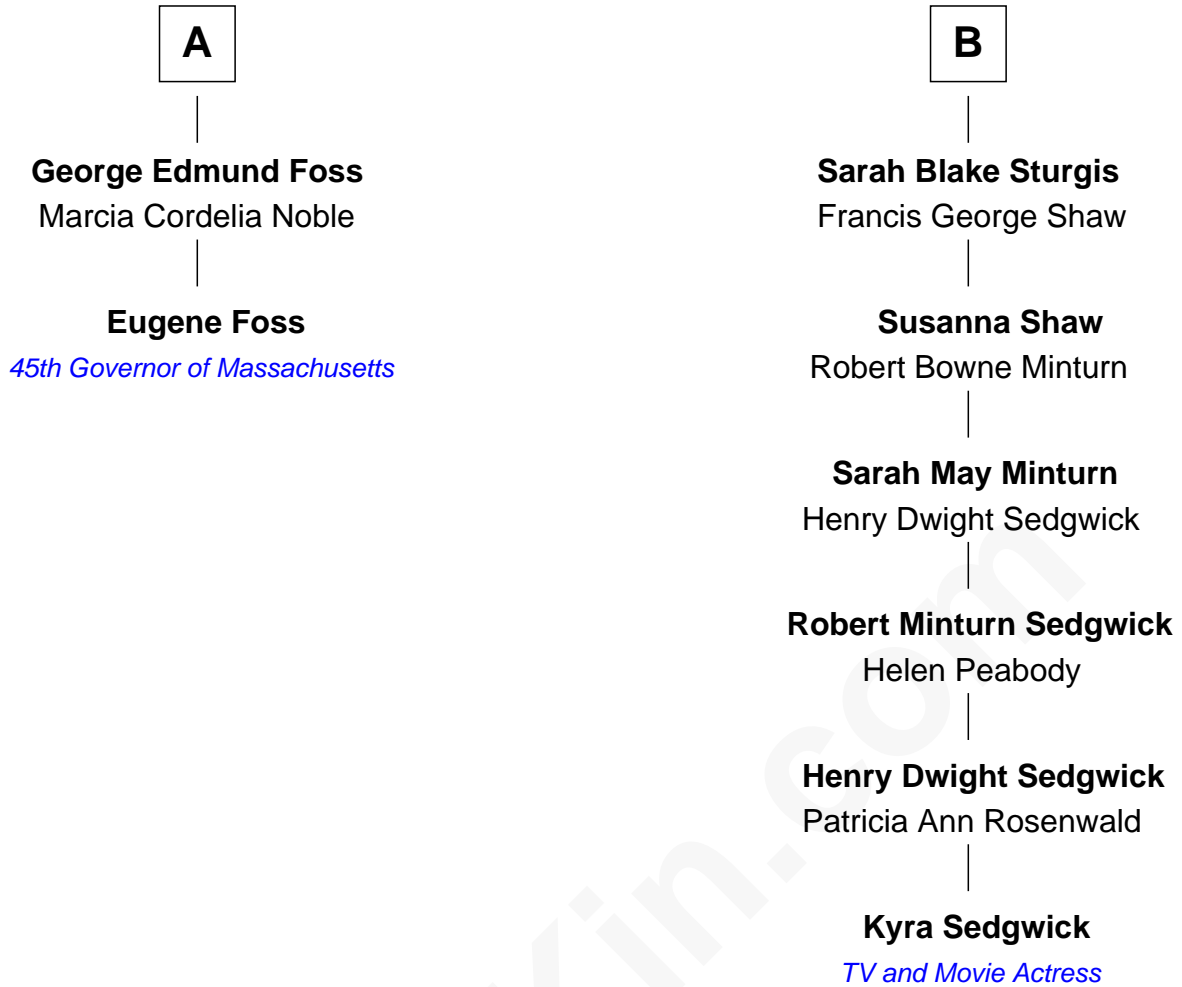 A
George Edmund Foss
Marcia Cordelia Noble
Eugene Foss
45th Governor of Massachusetts
B
Sarah Blake Sturgis
Francis George Shaw
Susanna Shaw
Robert Bowne Minturn
Sarah May Minturn
Henry Dwight Sedgwick
Robert Minturn Sedgwick
Helen Peabody
Henry Dwight Sedgwick
Patricia Ann Rosenwald
Kyra Sedgwick
TV and Movie Actress